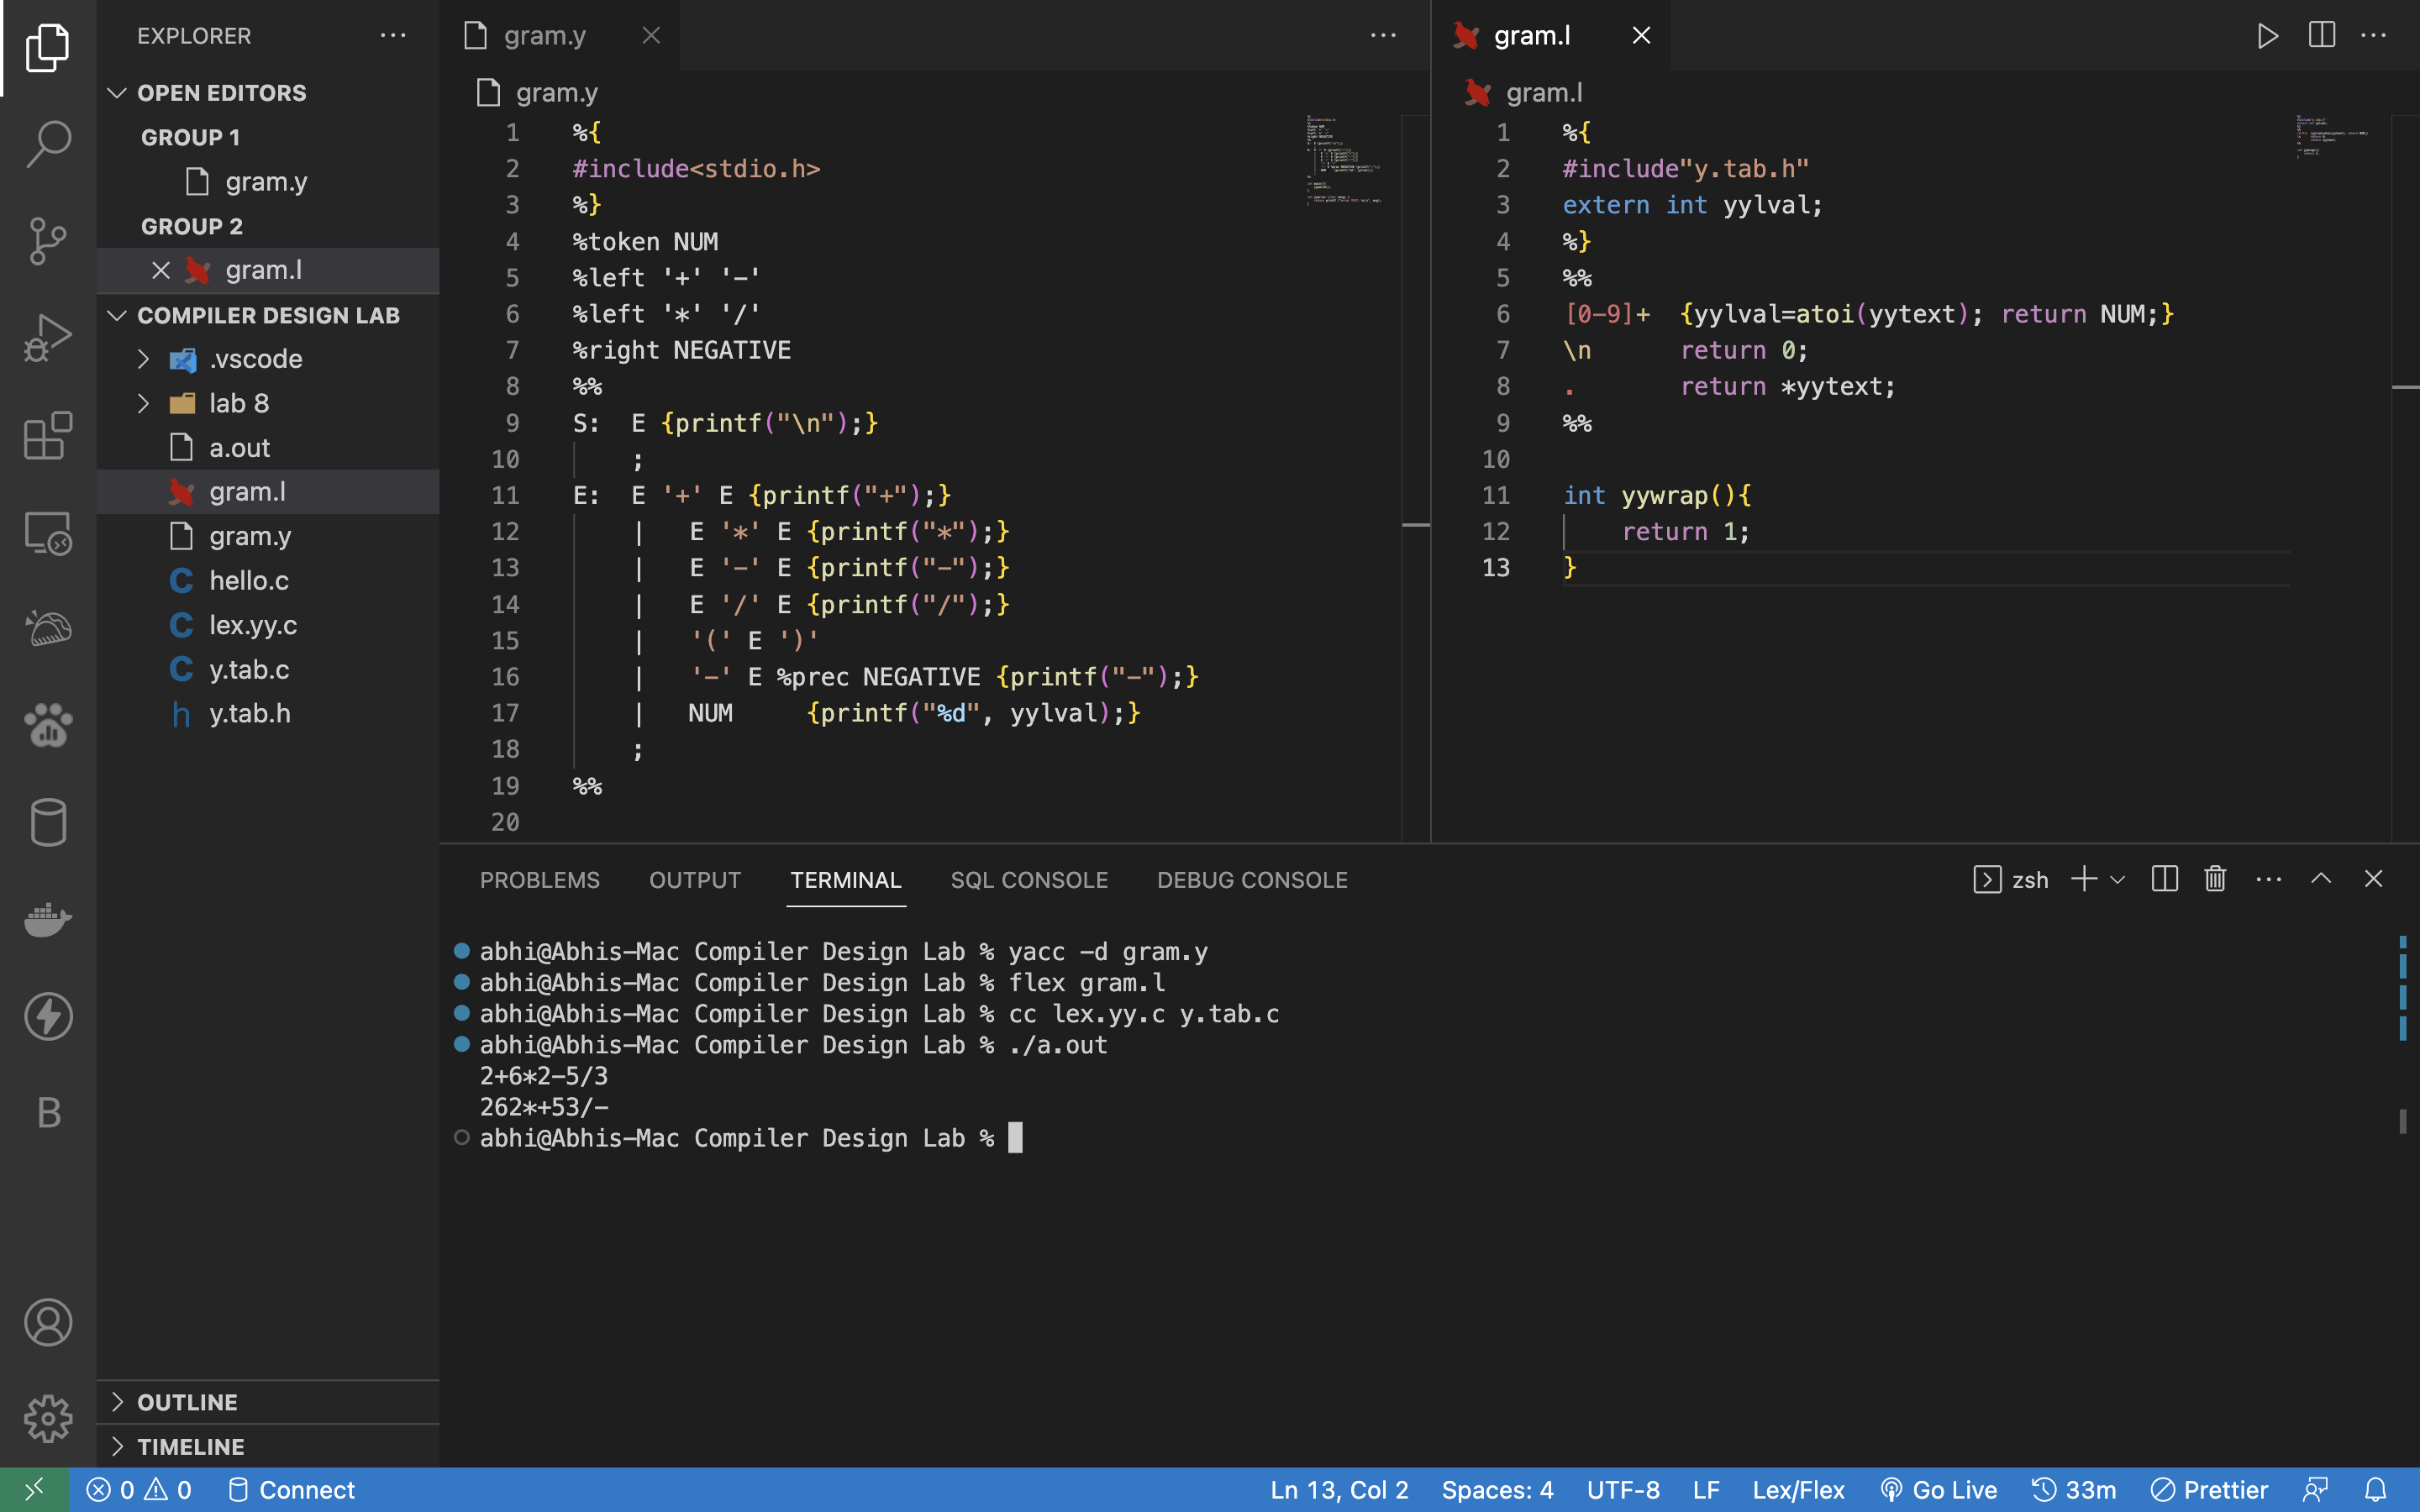 EXPLORER
OPEN EDITORS
GROUP 1
gram.y
GROUP 2
gram.l
COMPILER DESIGN LAB
.vscode
lab 8
a.out
gram.l
gram.y
hello.c
lex.yy.c
y.tab.c
y.tab.h
OUTLINE
TIMELINE
gram.y
gram.y
1 %{
2 #include<stdio.h>
3 %}
4 %token NUM
5 %left '+' '-'
6 %left '*' '/'
7 %right NEGATIVE
8 %%
9 S:  E {printf("\n");}
10     ;
11 E:  E '+' E {printf("+");}
12     |   E '*' E {printf("*");}
13     |   E '-' E {printf("-");}
14     |   E '/' E {printf("/");}
15     |   '(' E ')'
16     |   '-' E %prec NEGATIVE {printf("-");}
17     |   NUM     {printf("%d", yylval);}
18     ;
19 %%
20
gram.l
gram.l
1 %{
2 #include"y.tab.h"
3 extern int yylval;
4 %}
5 %%
6 [0-9]+  {yylval=atoi(yytext); return NUM;}
7 \n      return 0;
8 .       return *yytext;
9 %%
10
11 int yywrap(){
12     return 1;
13 }
PROBLEMS OUTPUT TERMINAL SQL CONSOLE DEBUG CONSOLE zsh
abhi@Abhis-Mac Compiler Design Lab % yacc -d gram.y
abhi@Abhis-Mac Compiler Design Lab % flex gram.l
abhi@Abhis-Mac Compiler Design Lab % cc lex.yy.c y.tab.c
abhi@Abhis-Mac Compiler Design Lab % ./a.out
2+6*2-5/3
262*+53/-
abhi@Abhis-Mac Compiler Design Lab %
B
0 0 Connect Ln 13, Col 2 Spaces: 4 UTF-8 LF Lex/Flex Go Live 33m Prettier